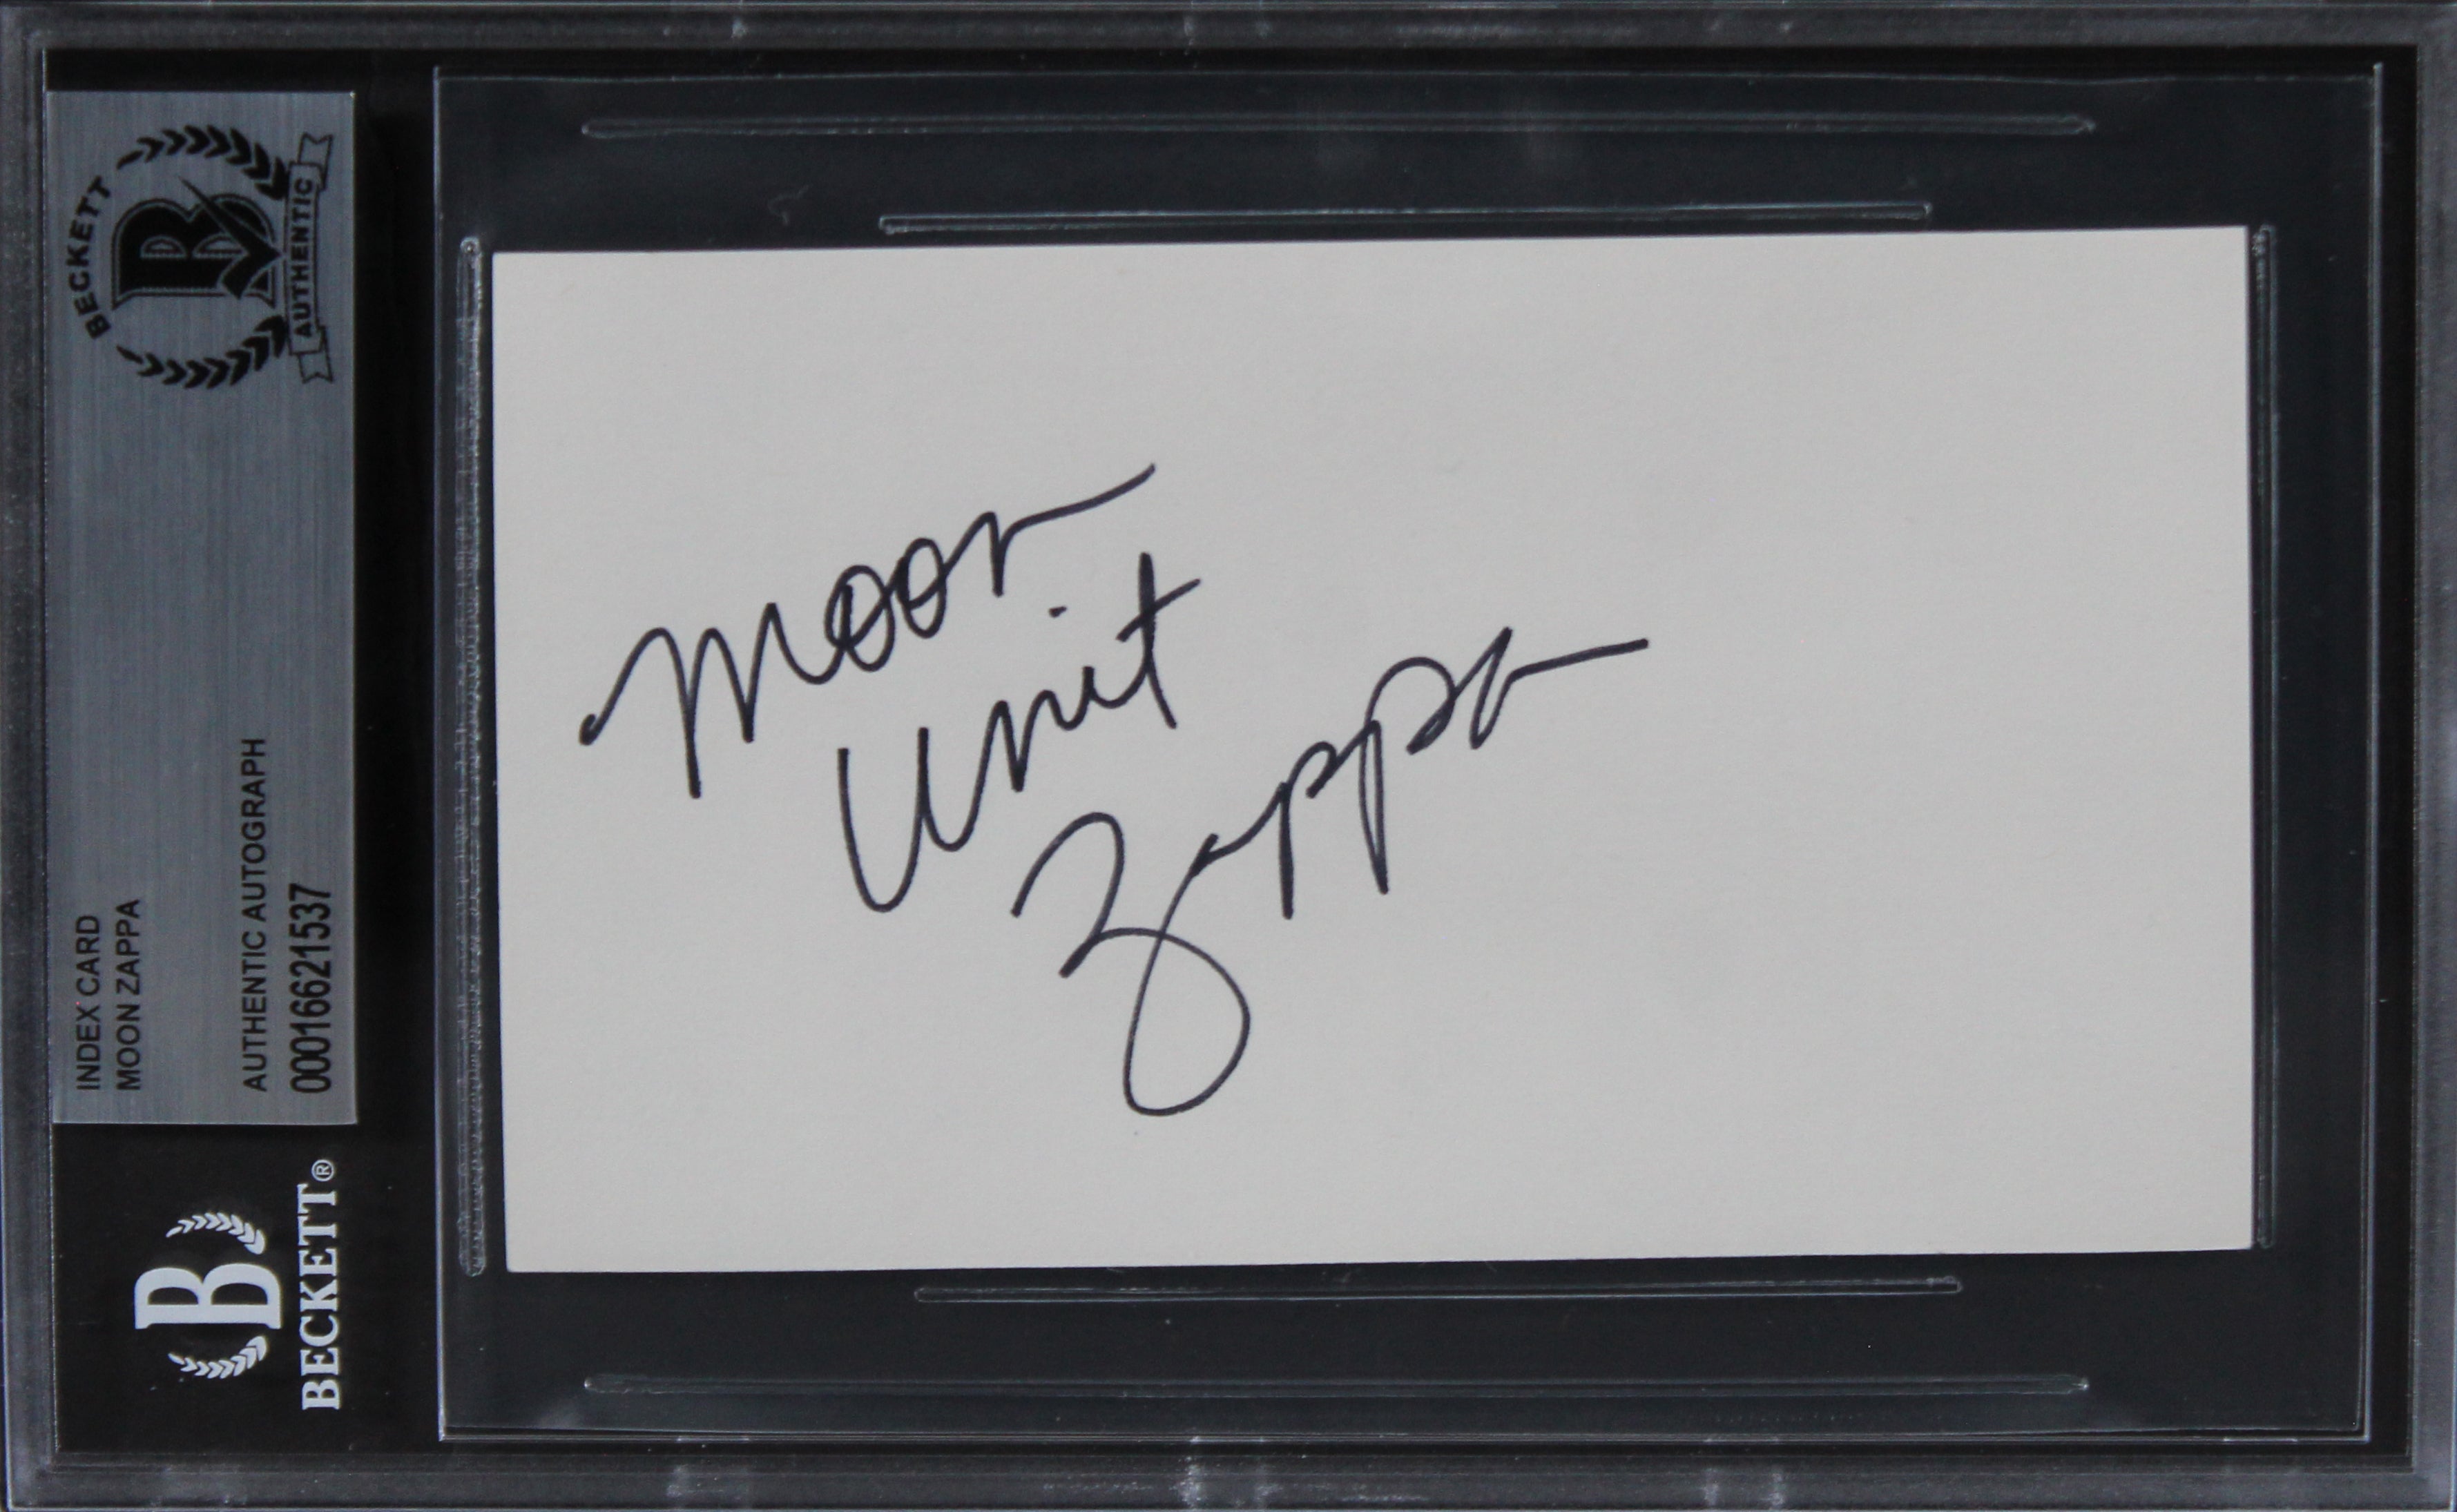 BECKETT
B
AUTHENTIC
INDEX CARD
MOON ZAPPA
AUTHENTIC AUTOGRAPH
0001662153​7
B
BECKETT®
Moon
Unit
Zappa